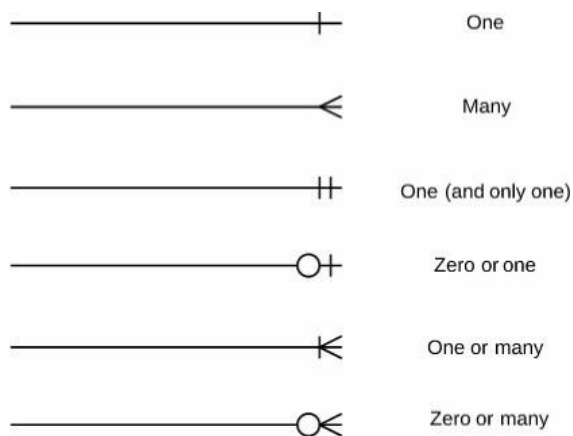 One
Many
One (and only one)
Zero or one
One or many
Zero or many